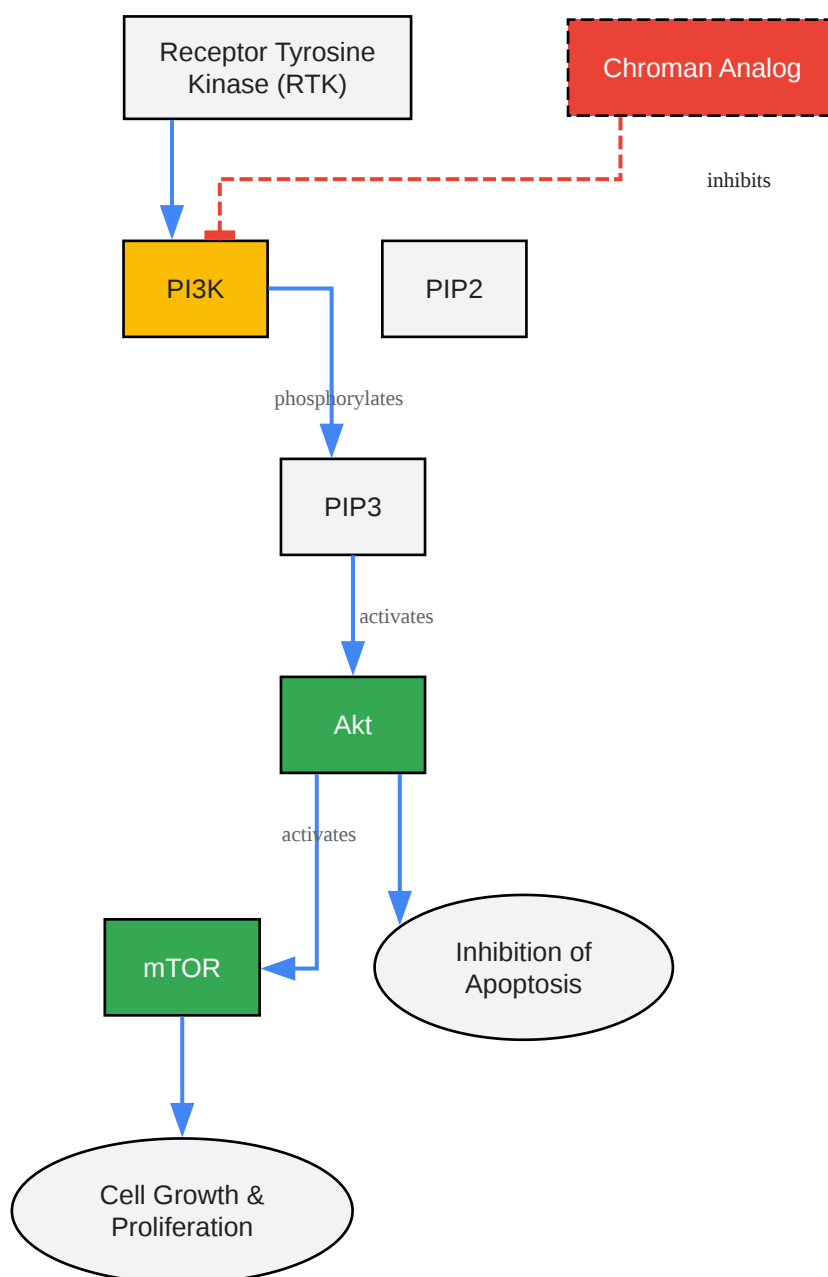 Receptor Tyrosine
Kinase (RTK)
Chroman Analog
inhibits
PI3K
PIP2
phosphorylates
PIP3
activates
Akt
activates
mTOR
Inhibition of
Apoptosis
Cell Growth &
Proliferation